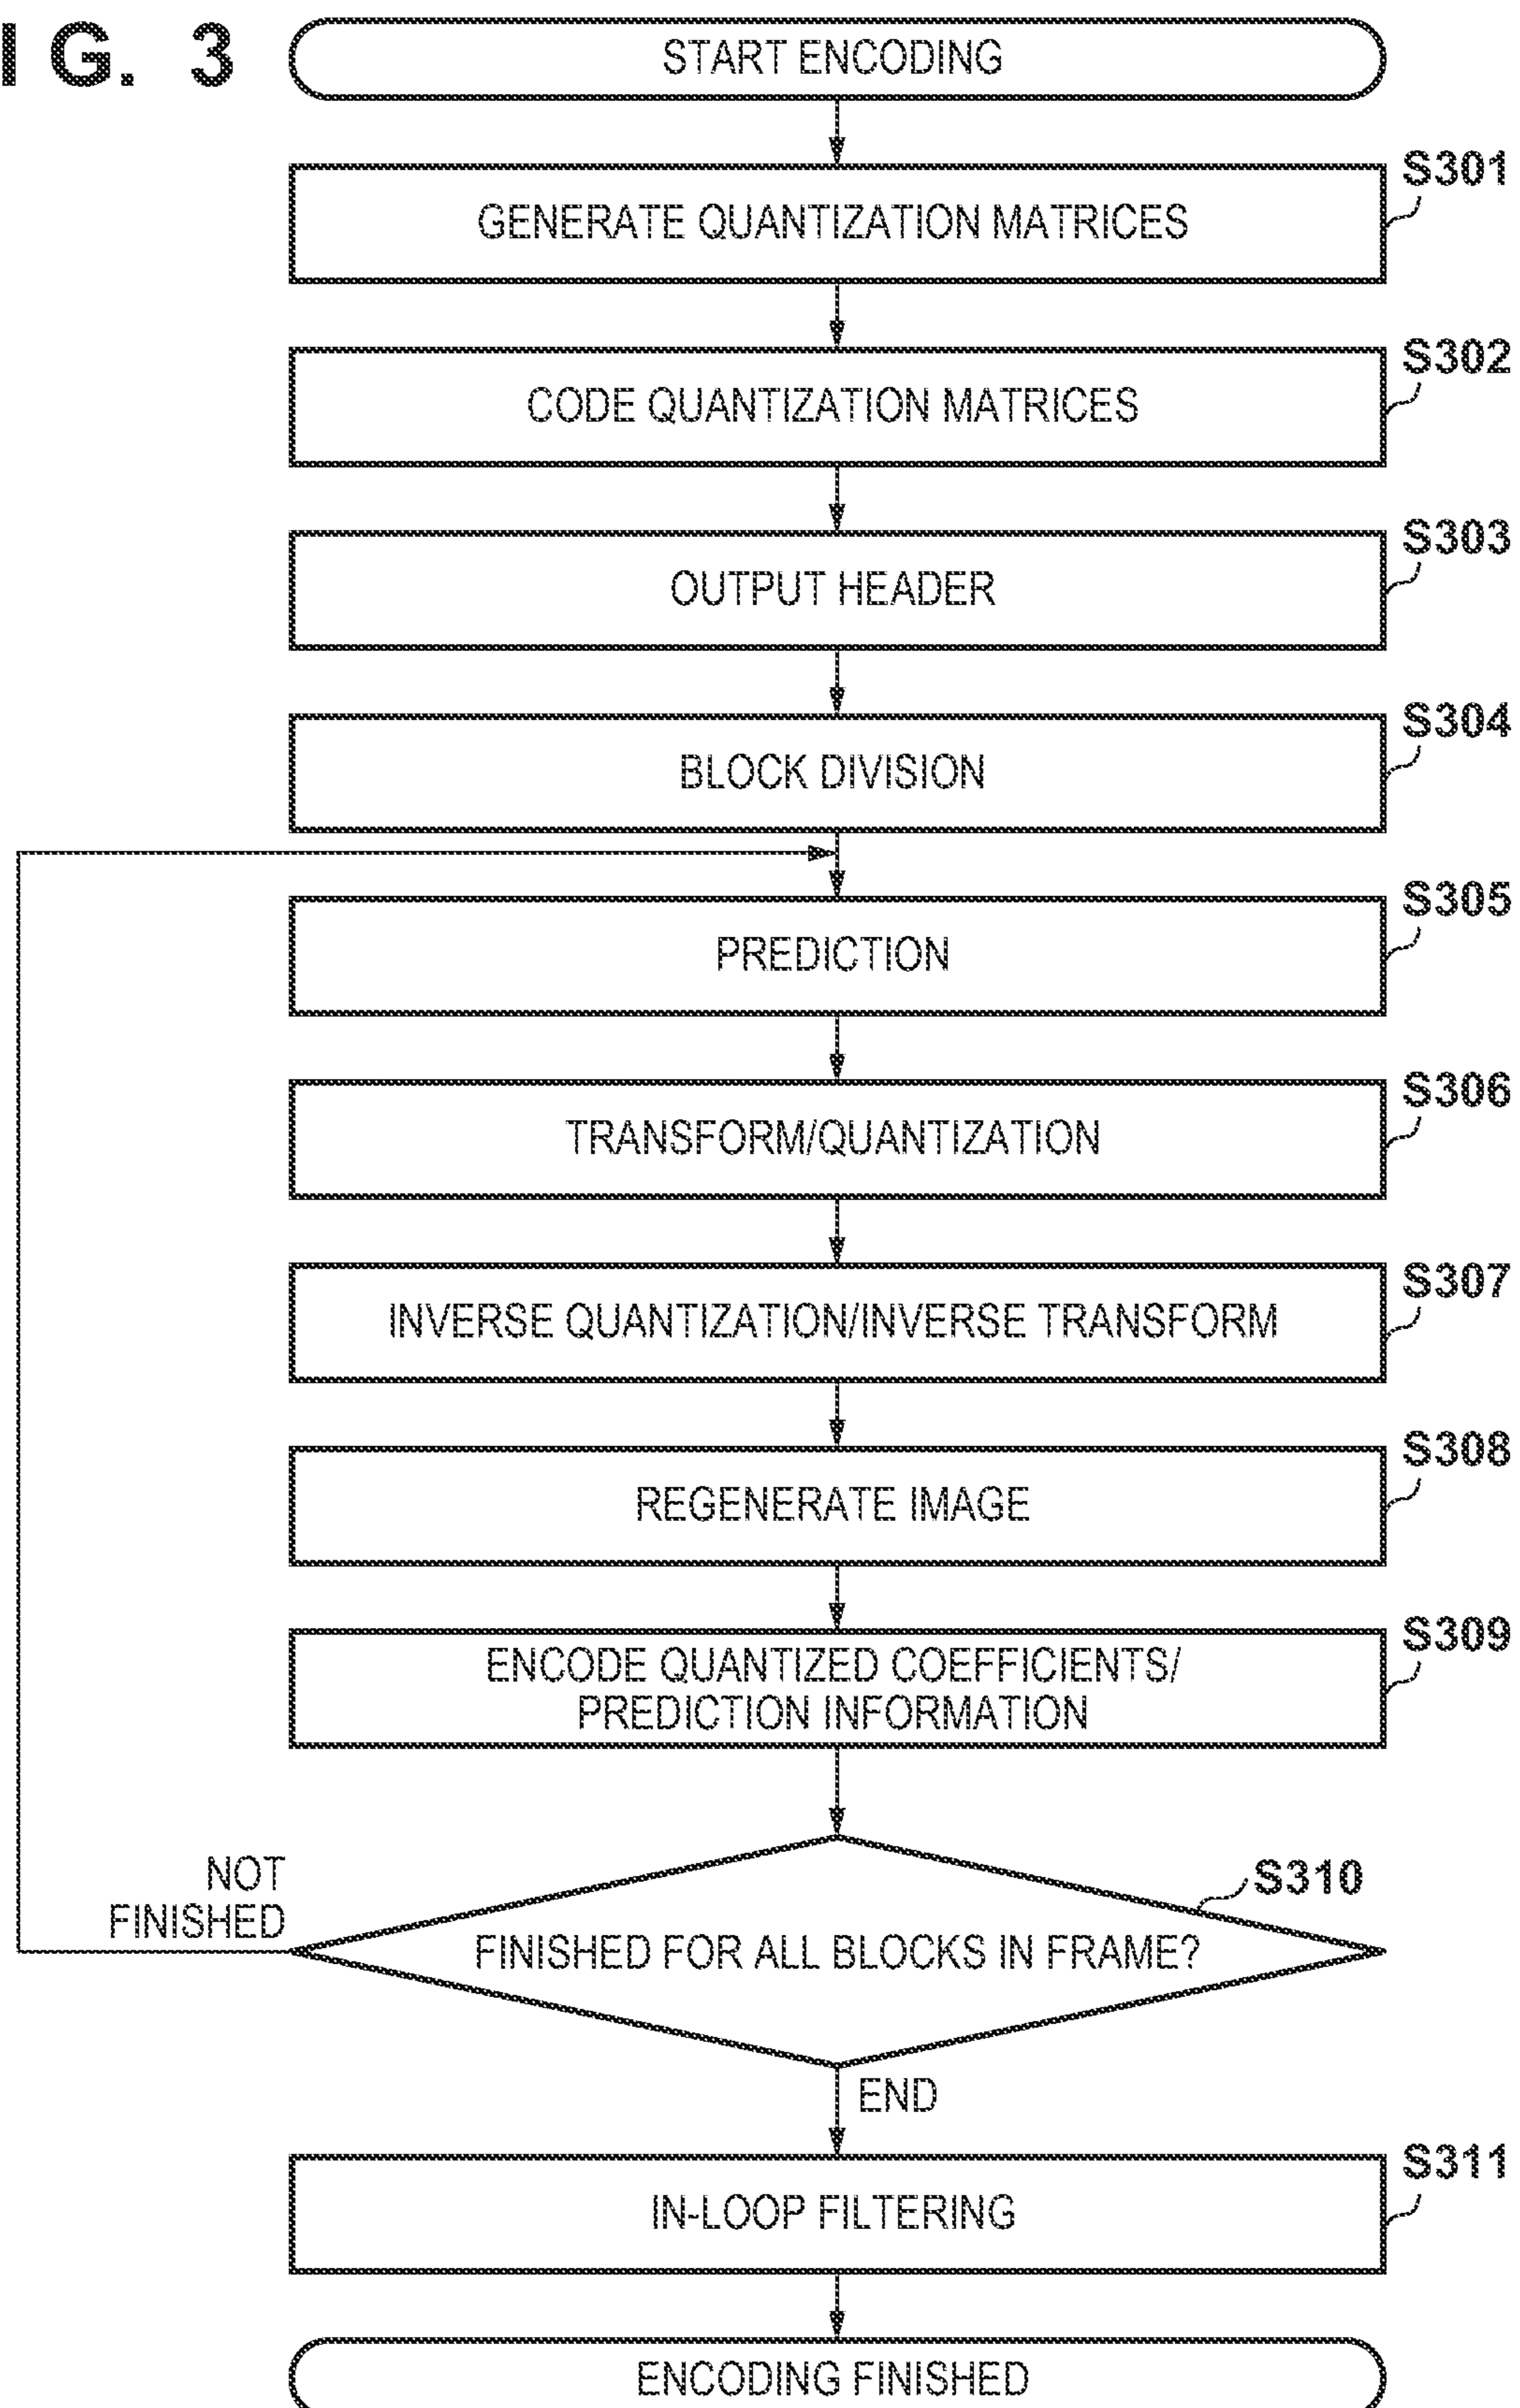 IG. 3
START ENCODING
S301
GENERATE QUANTIZATION MATRICES
S302
CODE QUANTIZATION MATRICES
S303
OUTPUT HEADER
S304
BLOCK DIVISION
S305
PREDICTION
S306
TRANSFORM/QUANTIZATION
S307
INVERSE QUANTIZATION/INVERSE TRANSFORM
S308
REGENERATE IMAGE
S309
ENCODE QUANTIZED COEFFICIENTS/
PREDICTION INFORMATION
NOT
FINISHED
S310
FINISHED FOR ALL BLOCKS IN FRAME?
END
S311
IN-LOOP FILTERING
ENCODING FINISHED